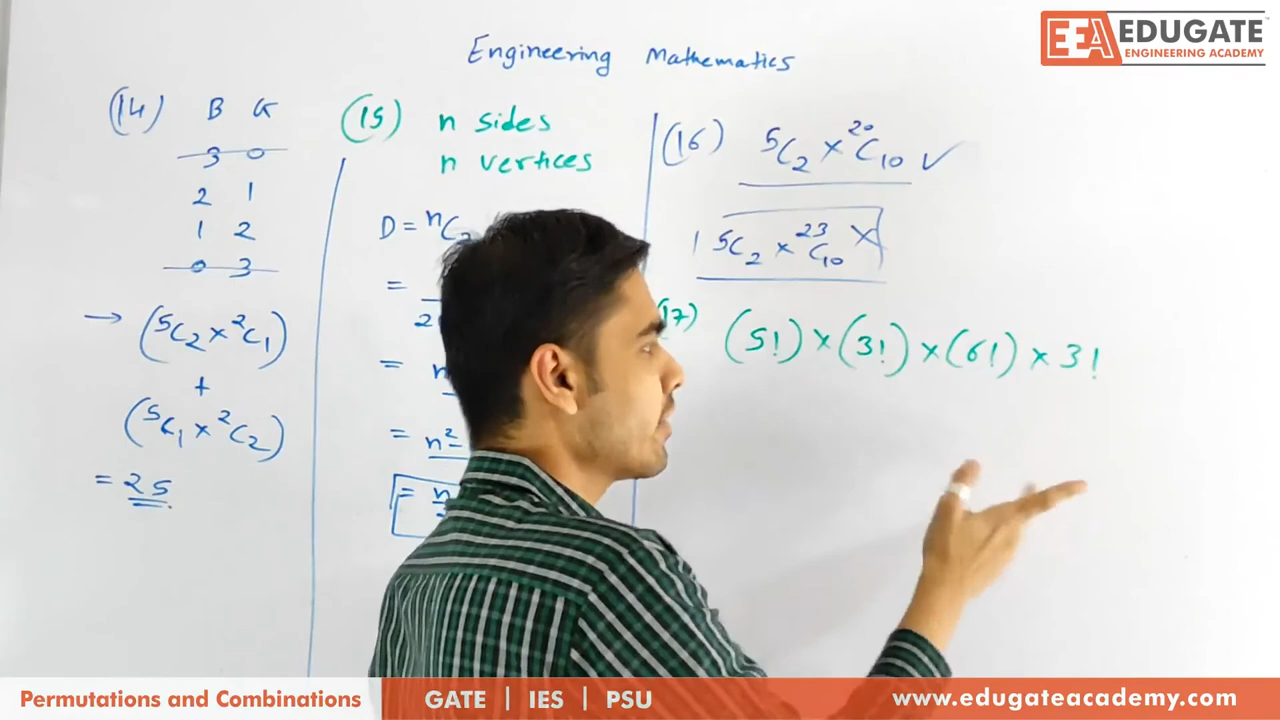 EEA EDUGATE
ENGINEERING ACADEMY
Engineering Mathematics
(14) B G
3 0
2 1
1 2
0 3
→ (⁵C₂ × ²C₁)
+
(⁵C₁ × ²C₂)
= 25
(15) n sides
n vertices
D = ⁿC₂
=
= n
= n²-
= n
(16) ⁵C₂ × ²⁰C₁₀ ✓
5C₂ × ²³C₁₀ ×
(17) (5!) × (3!) × (6!) × 3!
Permutations and Combinations
GATE | IES | PSU
www.edugateacademy.com